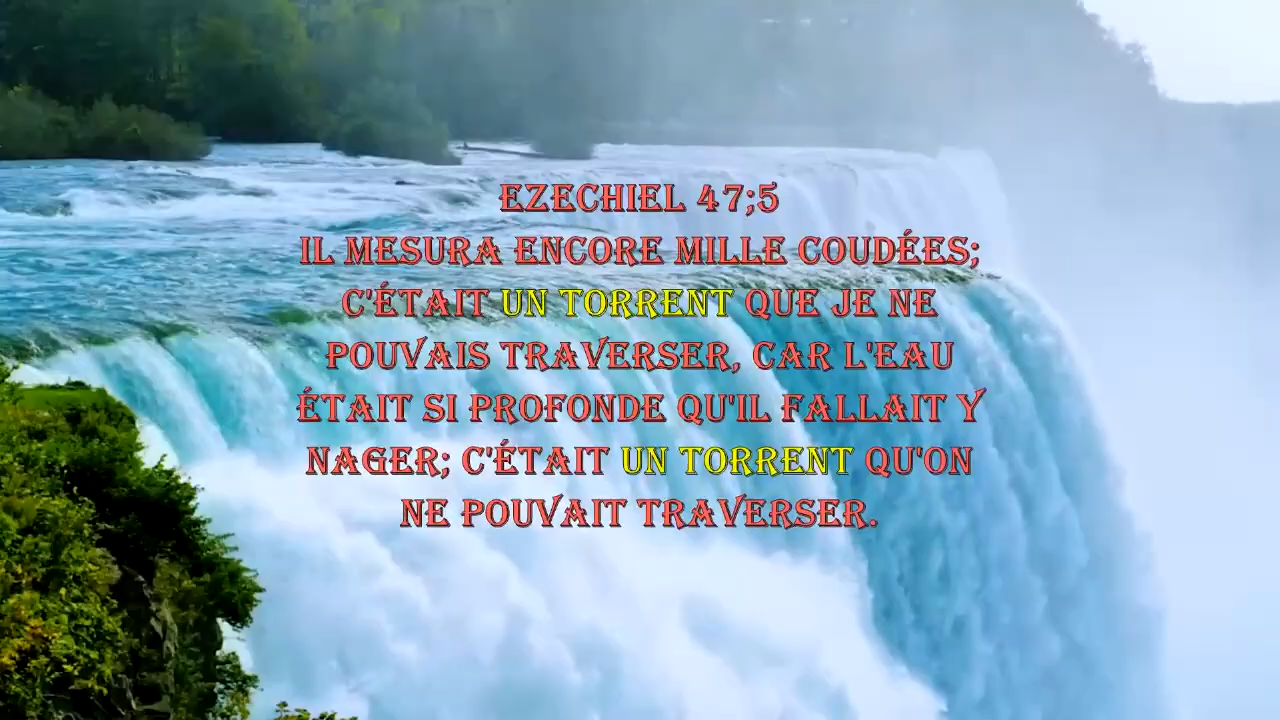 EZECHIEL 47;5
IL MESURA ENCORE MILLE COUDÉES;
C'ÉTAIT UN TORRENT QUE JE NE
POUVAIS TRAVERSER, CAR L'EAU
ÉTAIT SI PROFONDE QU'IL FALLAIT Y
NAGER; C'ÉTAIT UN TORRENT QU'ON
NE POUVAIT TRAVERSER.